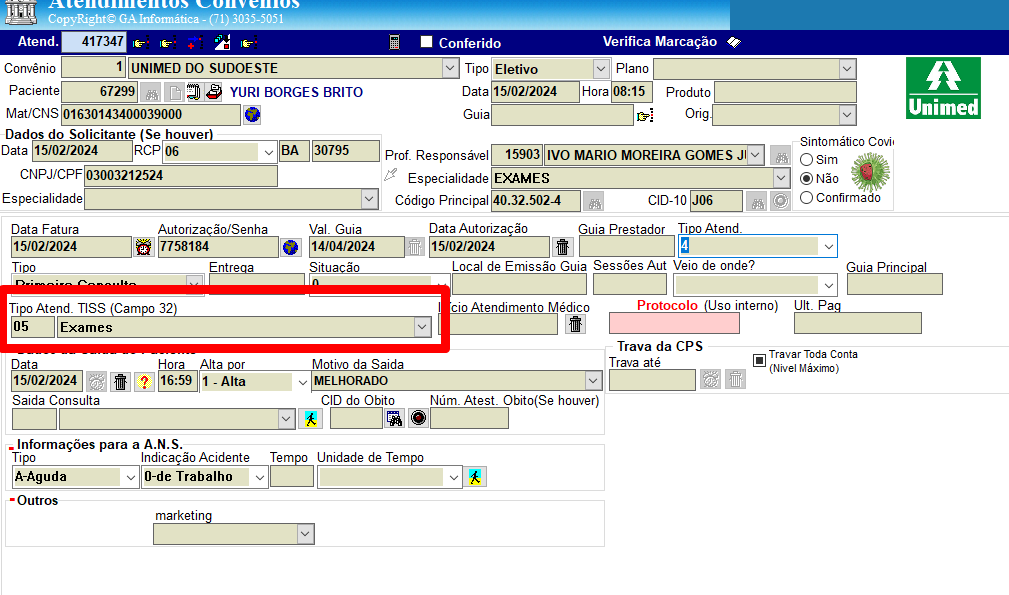 Atendimentos Convênios
CopyRight© GA Informática - (71) 3035-5051
Atend. 417347 Conferido Verifica Marcação
Convênio 1 UNIMED DO SUDOESTE Tipo Eletivo Plano
Paciente 67299 YURI BORGES BRITO Data 15/02/2024 Hora 08:15 Produto
Mat/CNS 01630143400039000 Guia Orig. Unimed
Dados do Solicitante (Se houver)
Data 15/02/2024 RCP 06 BA 30795 Prof. Responsável 15903 IVO MARIO MOREIRA GOMES
Sintomático Covi
Sim
CNPJ/CPF 03003212524 Especialidade EXAMES Não
Especialidade Código Principal 40.32.502-4 CID-10 J06 Confirmado
Data Fatura Autorização/Senha Val. Guia Data Autorização Guia Prestador Tipo Atend.
15/02/2024 7758184 14/04/2024 15/02/2024 4
Tipo Entrega Situação Local de Emissão Guia Sessões Aut Veio de onde? Guia Principal
Primeira Consulta 0
Tipo Atend. TISS (Campo 32) Início Atendimento Médico Protocolo (Uso interno) Ult. Pag
05 Exames
Dados da Saida do Paciente Trava da CPS
Data Hora Alta por Motivo da Saida Trava até Travar Toda Conta
(Nivel Máximo)
15/02/2024 ? 16:59 1 - Alta MELHORADO
Saida Consulta CID do Obito Núm. Atest. Obito(Se houver)
Informações para a A.N.S.
Tipo Indicação Acidente Tempo Unidade de Tempo
A-Aguda 0-de Trabalho
Outros
marketing